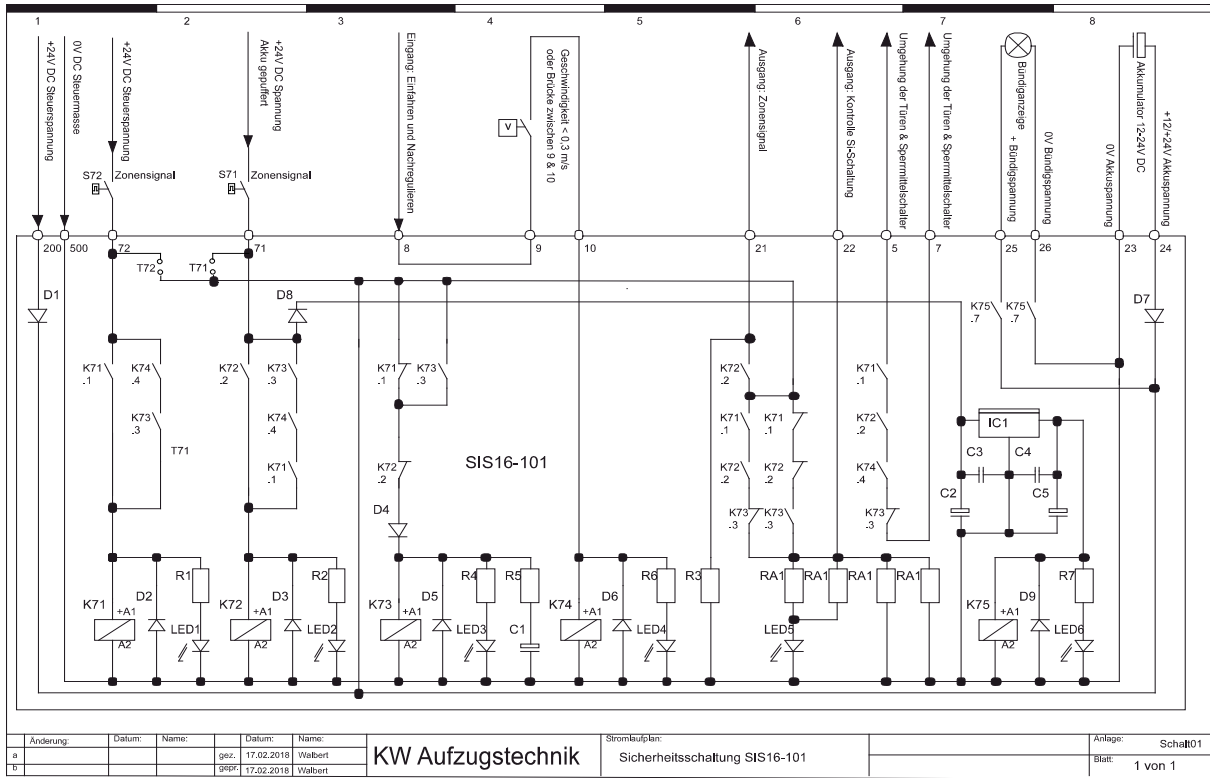 1 2 3 4 5 6 7 8
+24V DC Steuerspannung
0V DC Steuermasse
+24V DC Steuerspannung
+24V DC Spannung
Akku gepuffert
Eingang: Einfahren und Nachregulieren
Geschwindigkeit < 0,3 m/s
oder Brücke zwischen 9 & 10
Ausgang: Zonensignal
Ausgang: Kontrolle SI-Schaltung
Umgehung der Türen & Sperrmittelschalter
Umgehung der Türen & Sperrmittelschalter
Bündiganzeige
+ Bündigspannung
0V Bündigspannung
0V Akkuspannung
Akkumulator 12-24V DC
+12/+24V Akkuspannung
S72 Zonensignal
S71 Zonensignal
V
200 500 72 71 8 9 10 21 22 5 7 25 26 23 24
T72 T71
D1 D8 K75 K75 D7
.7 .7
K71 K74 K72 K73 K71 K73 K72 K71
.1 .4 .2 .3 .1 .3 .2 .1
K73 K74 K71 K71 K72 IC1
.3 .4 .1 .1 .2
T71 C3 C4
K71 K72 SIS16-101 K72 K72 K74
.1 .2 .2 .2 .4
C2 C5
D4 K73 K73 K73
.3 .3 .3
R1 R2 R4 R5 R6 R3 RA1 RA1 RA1 RA1 R7
K71 D2 K72 D3 K73 D5 K74 D6 K75 D9
+A1 +A1 +A1 +A1 +A1
LED1 LED2 LED3 C1 LED4 LED5 LED6
A2 A2 A2 A2 A2
Änderung: Datum: Name: Datum: Name:
a gez. 17.02.2018 Walbert
b gepr. 17.02.2018 Walbert
KW Aufzugstechnik
Stromlaufplan:
Sicherheitsschaltung SIS16-101
Anlage: Schalt01
Blatt: 1 von 1